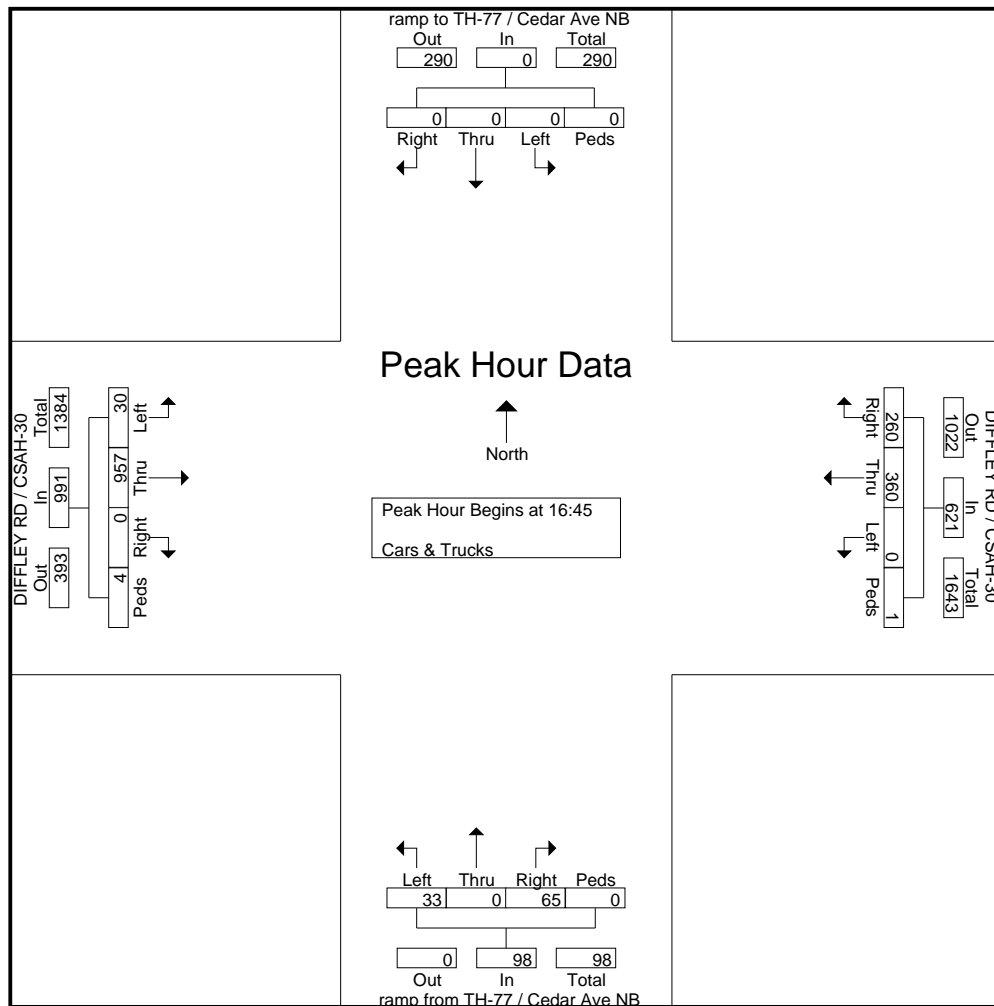 ramp to TH-77 / Cedar Ave NB
Out In Total
290 0 290
0 0 0 0
Right Thru Left Peds
Peak Hour Data
North
Peak Hour Begins at 16:45
Cars & Trucks
DIFFLEY RD / CSAH-30
Out In Total
393 991 1384
30 957 0 4
Left Thru Right Peds
DIFFLEY RD / CSAH-30
Out In Total
1022 621 1643
260 360 0 1
Right Thru Left Peds
Left Thru Right Peds
33 0 65 0
0 98 98
Out In Total
ramp from TH-77 / Cedar Ave NB